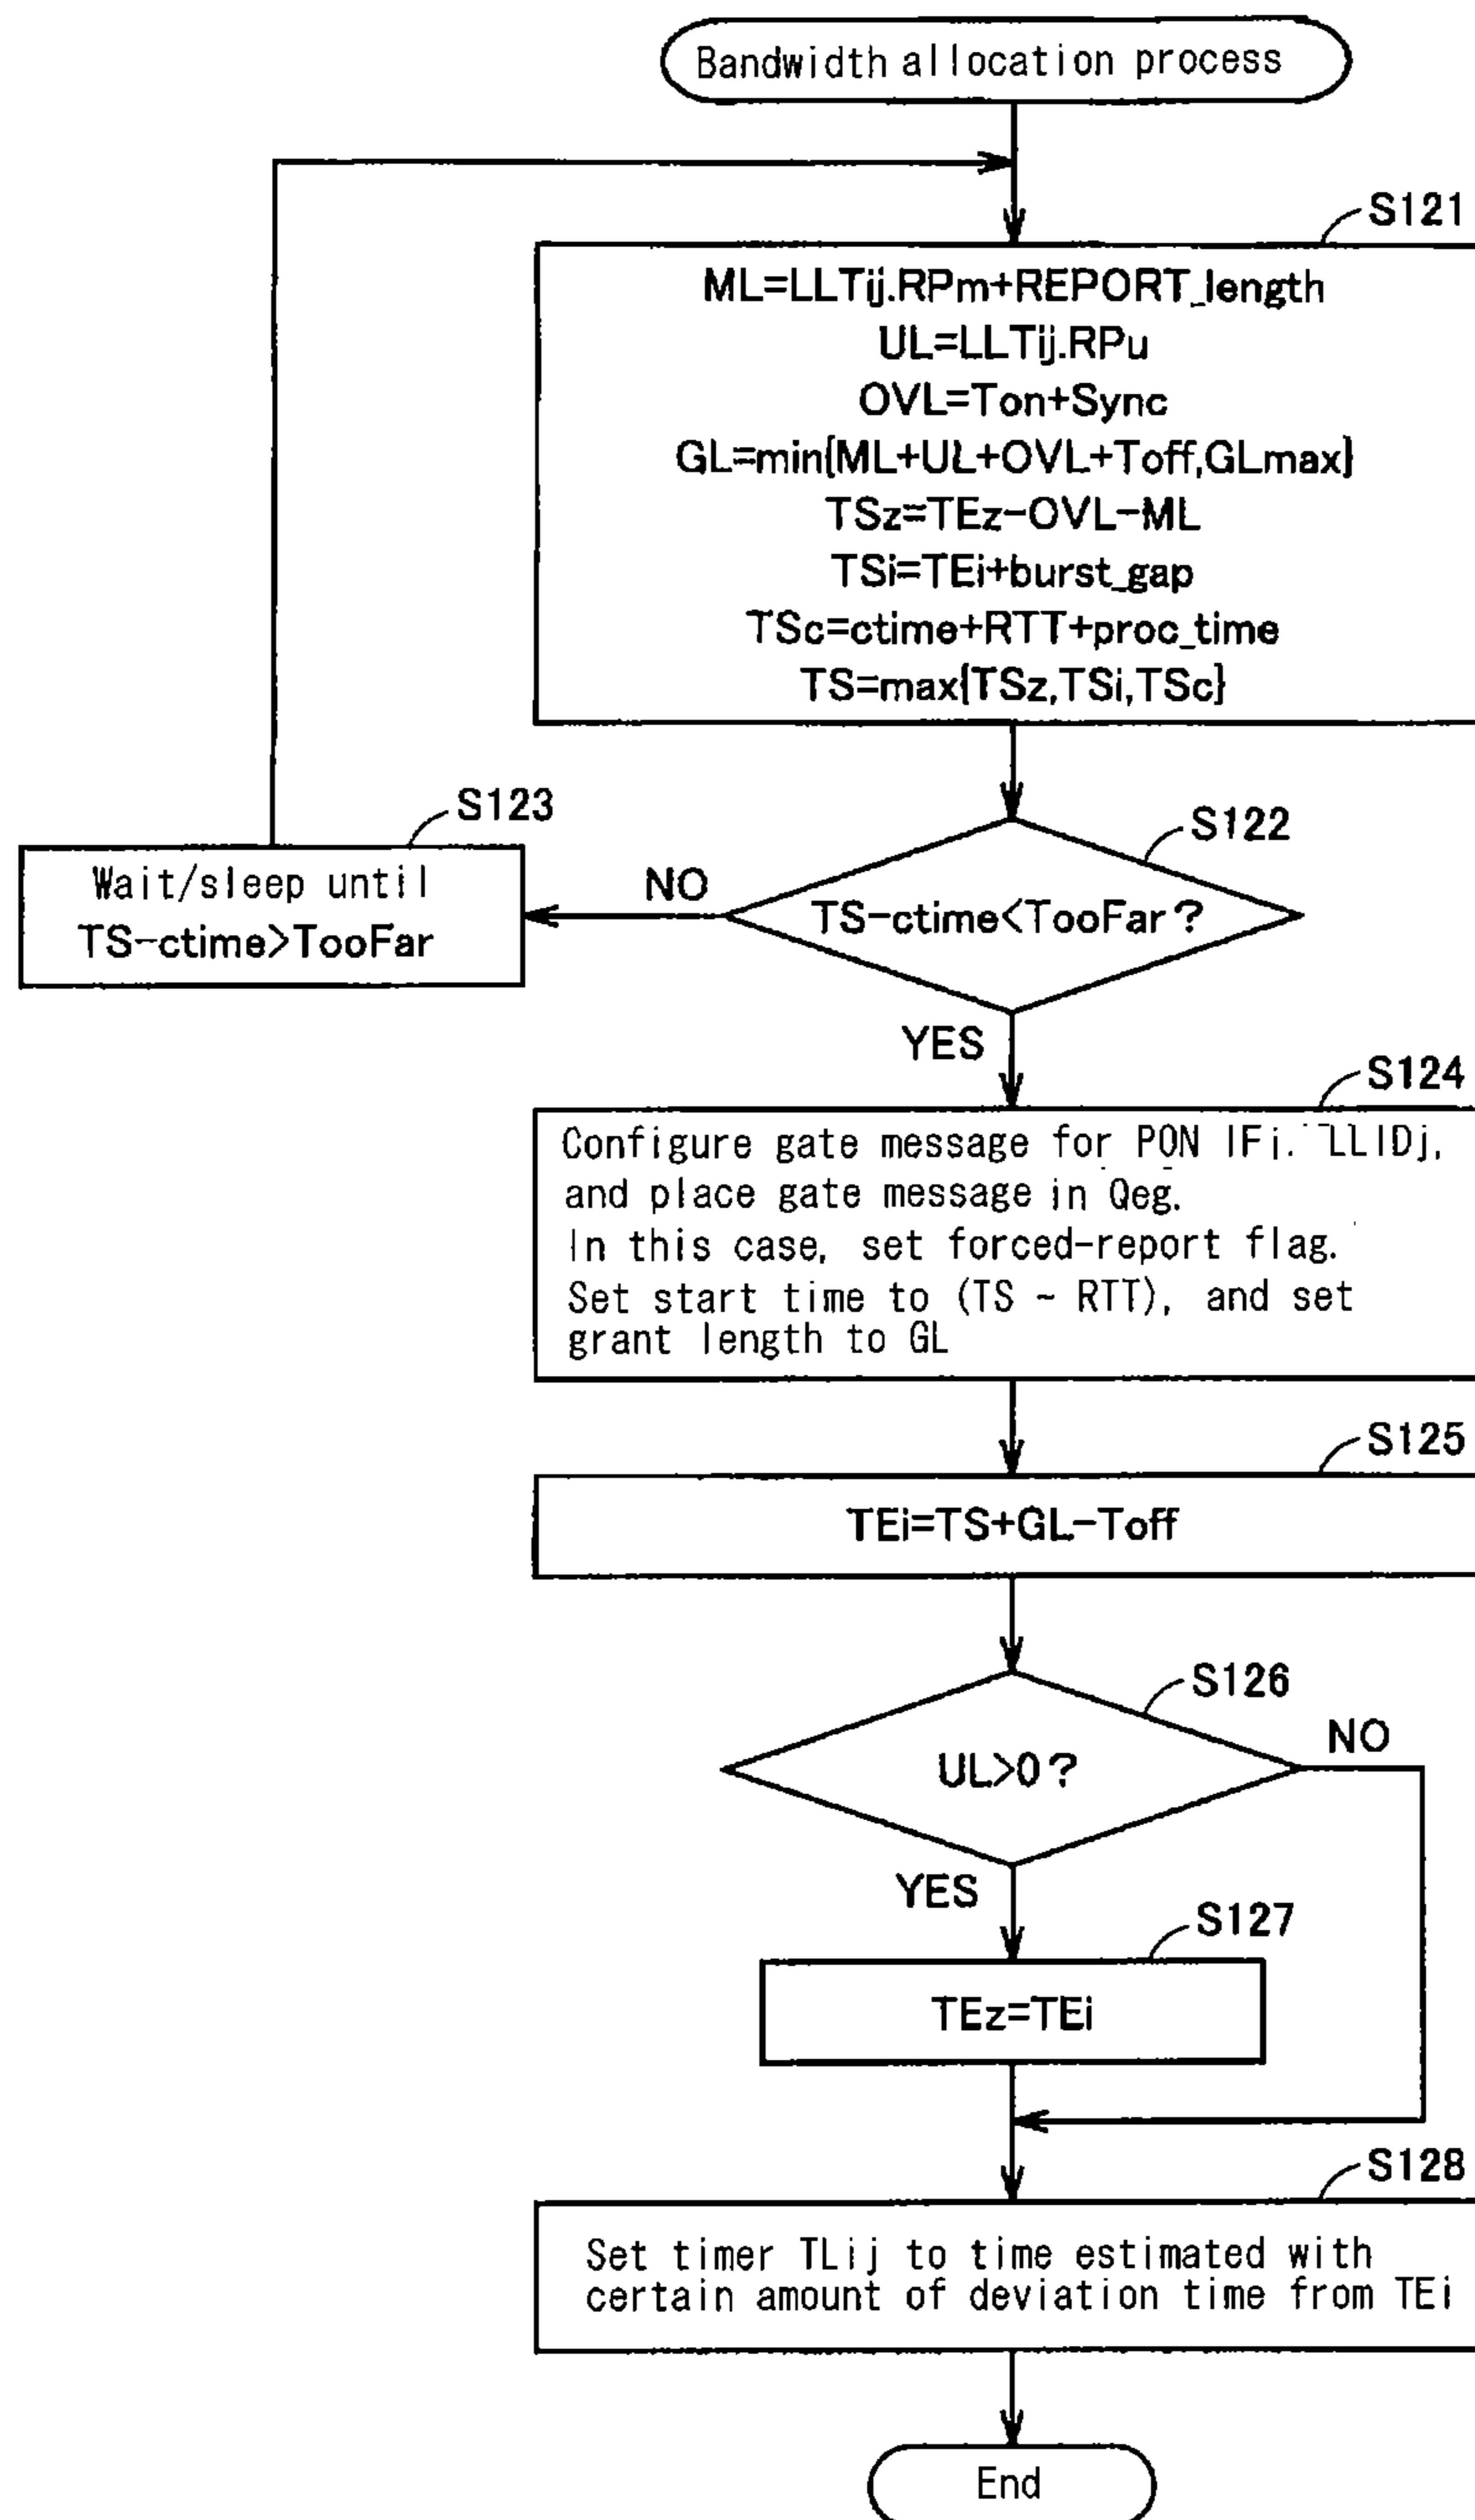 Bandwidth allocation process
S121
ML=LLTij.RPm+REPORT_length
UL=LLTij.RPu
OVL=Ton+Sync
GL=min{ML+UL+OVL+Toff,GLmax}
TSz=TEz-OVL-ML
TSi=TEi+burst_gap
TSc=ctime+RTT+proc_time
TS=max{TSz,TSi,TSc}
S123
S122
Wait/sleep until
TS-ctime>TooFar
NO
TS-ctime<TooFar?
YES
S124
Configure gate message for PON IFi. LLIDj,
and place gate message in Qeg.
In this case, set forced-report flag.
Set start time to (TS - RTT), and set
grant length to GL
S125
TEi=TS+GL-Toff
S126
NO
UL>0?
YES
S127
TEz=TEi
S128
Set timer TLij to time estimated with
certain amount of deviation time from TEi
End